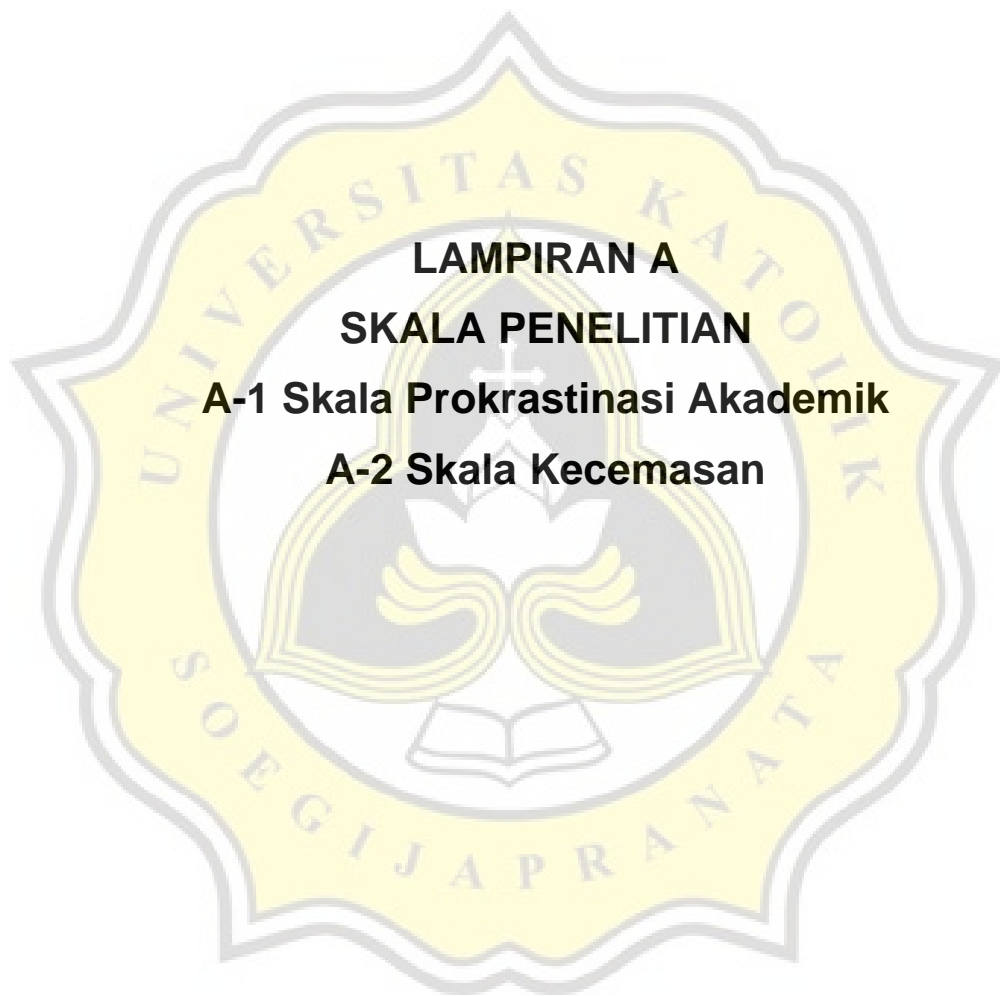 LAMPIRAN A
SKALA PENELITIAN
A-1 Skala Prokrastinasi Akademik
A-2 Skala Kecemasan
UNIVERSITAS KATOLIK
SOEGIJAPRANATA